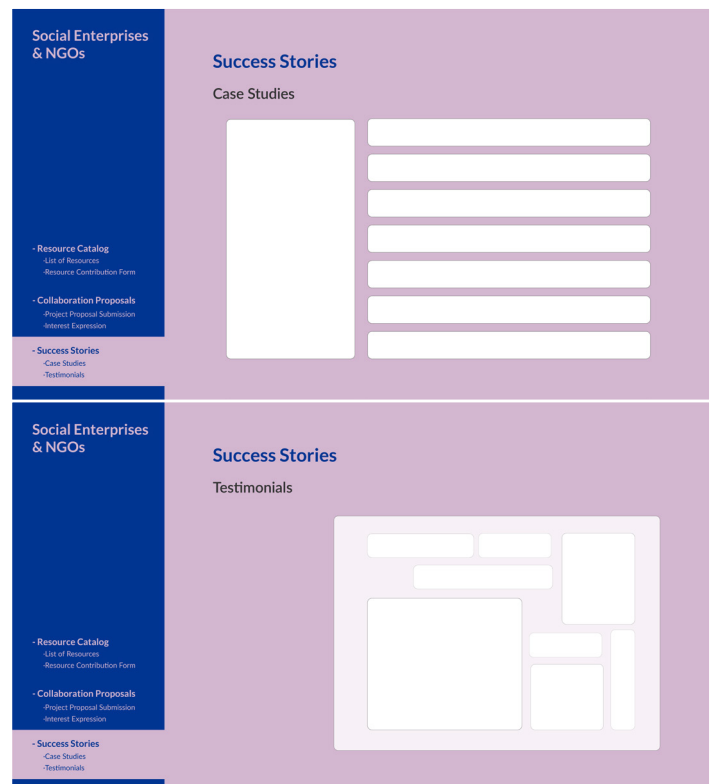 Social Enterprises
& NGOs
- Resource Catalog
-List of Resources
-Resource Contribution Form
- Collaboration Proposals
-Project Proposal Submission
-Interest Expression
- Success Stories
-Case Studies
-Testimonials
Success Stories
Case Studies
Social Enterprises
& NGOs
- Resource Catalog
-List of Resources
-Resource Contribution Form
- Collaboration Proposals
-Project Proposal Submission
-Interest Expression
- Success Stories
-Case Studies
-Testimonials
Success Stories
Testimonials